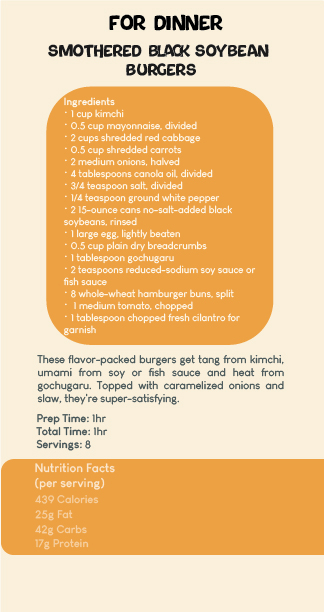 FOR DINNER
SMOTHERED BLACK SOYBEAN
BURGERS
Ingredients
· 1 cup kimchi
· 0.5 cup mayonnaise, divided
· 2 cups shredded red cabbage
· 0.5 cup shredded carrots
· 2 medium onions, halved
· 4 tablespoons canola oil, divided
· 3/4 teaspoon salt, divided
· 1/4 teaspoon ground white pepper
· 2 15-ounce cans no-salt-added black
soybeans, rinsed
· 1 large egg, lightly beaten
· 0.5 cup plain dry breadcrumbs
· 1 tablespoon gochugaru
· 2 teaspoons reduced-sodium soy sauce or
fish sauce
· 8 whole-wheat hamburger buns, split
· 1 medium tomato, chopped
· 1 tablespoon chopped fresh cilantro for
garnish
These flavor-packed burgers get tang from kimchi,
umami from soy or fish sauce and heat from
gochugaru. Topped with caramelized onions and
slaw, they're super-satisfying.
Prep Time: 1hr
Total Time: 1hr
Servings: 8
Nutrition Facts
(per serving)
439 Calories
25g Fat
42g Carbs
17g Protein